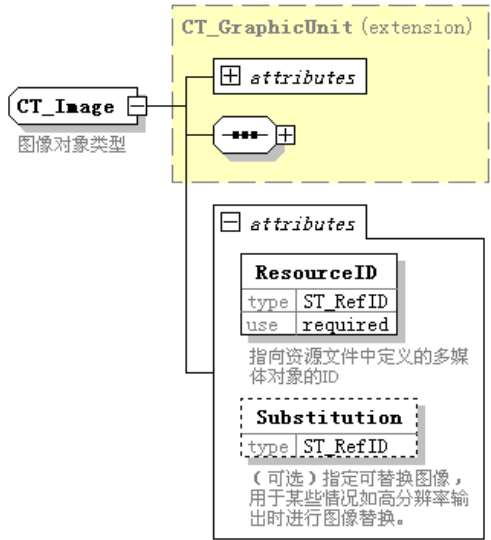 CT_GraphicUnit (extension)
attributes
CT_Image
图像对象类型
attributes
ResourceID
type ST_RefID
use required
指向资源文件中定义的多媒
体对象的ID
Substitution
type ST_RefID
（可选）指定可替换图像，
用于某些情况如高分辨率输
出时进行图像替换。